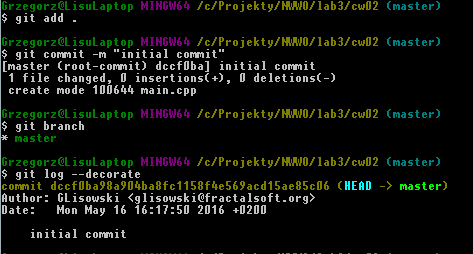 Grzegorz@LisuLaptop MINGW64 /c/Projekty/NWWO/lab3/cw02 (master)
$ git add .
Grzegorz@LisuLaptop MINGW64 /c/Projekty/NWWO/lab3/cw02 (master)
$ git commit -m "initial commit"
[master (root-commit) dccf0ba] initial commit
1 file changed, 0 insertions(+), 0 deletions(-)
create mode 100644 main.cpp
Grzegorz@LisuLaptop MINGW64 /c/Projekty/NWWO/lab3/cw02 (master)
$ git branch
* master
Grzegorz@LisuLaptop MINGW64 /c/Projekty/NWWO/lab3/cw02 (master)
$ git log --decorate
commit dccf0ba98a904ba8fc1158f4e569acd15ae85c06 (HEAD -> master)
Author: GLisowski <glisowski@fractalsoft.org>
Date: Mon May 16 16:17:50 2016 +0200
initial commit